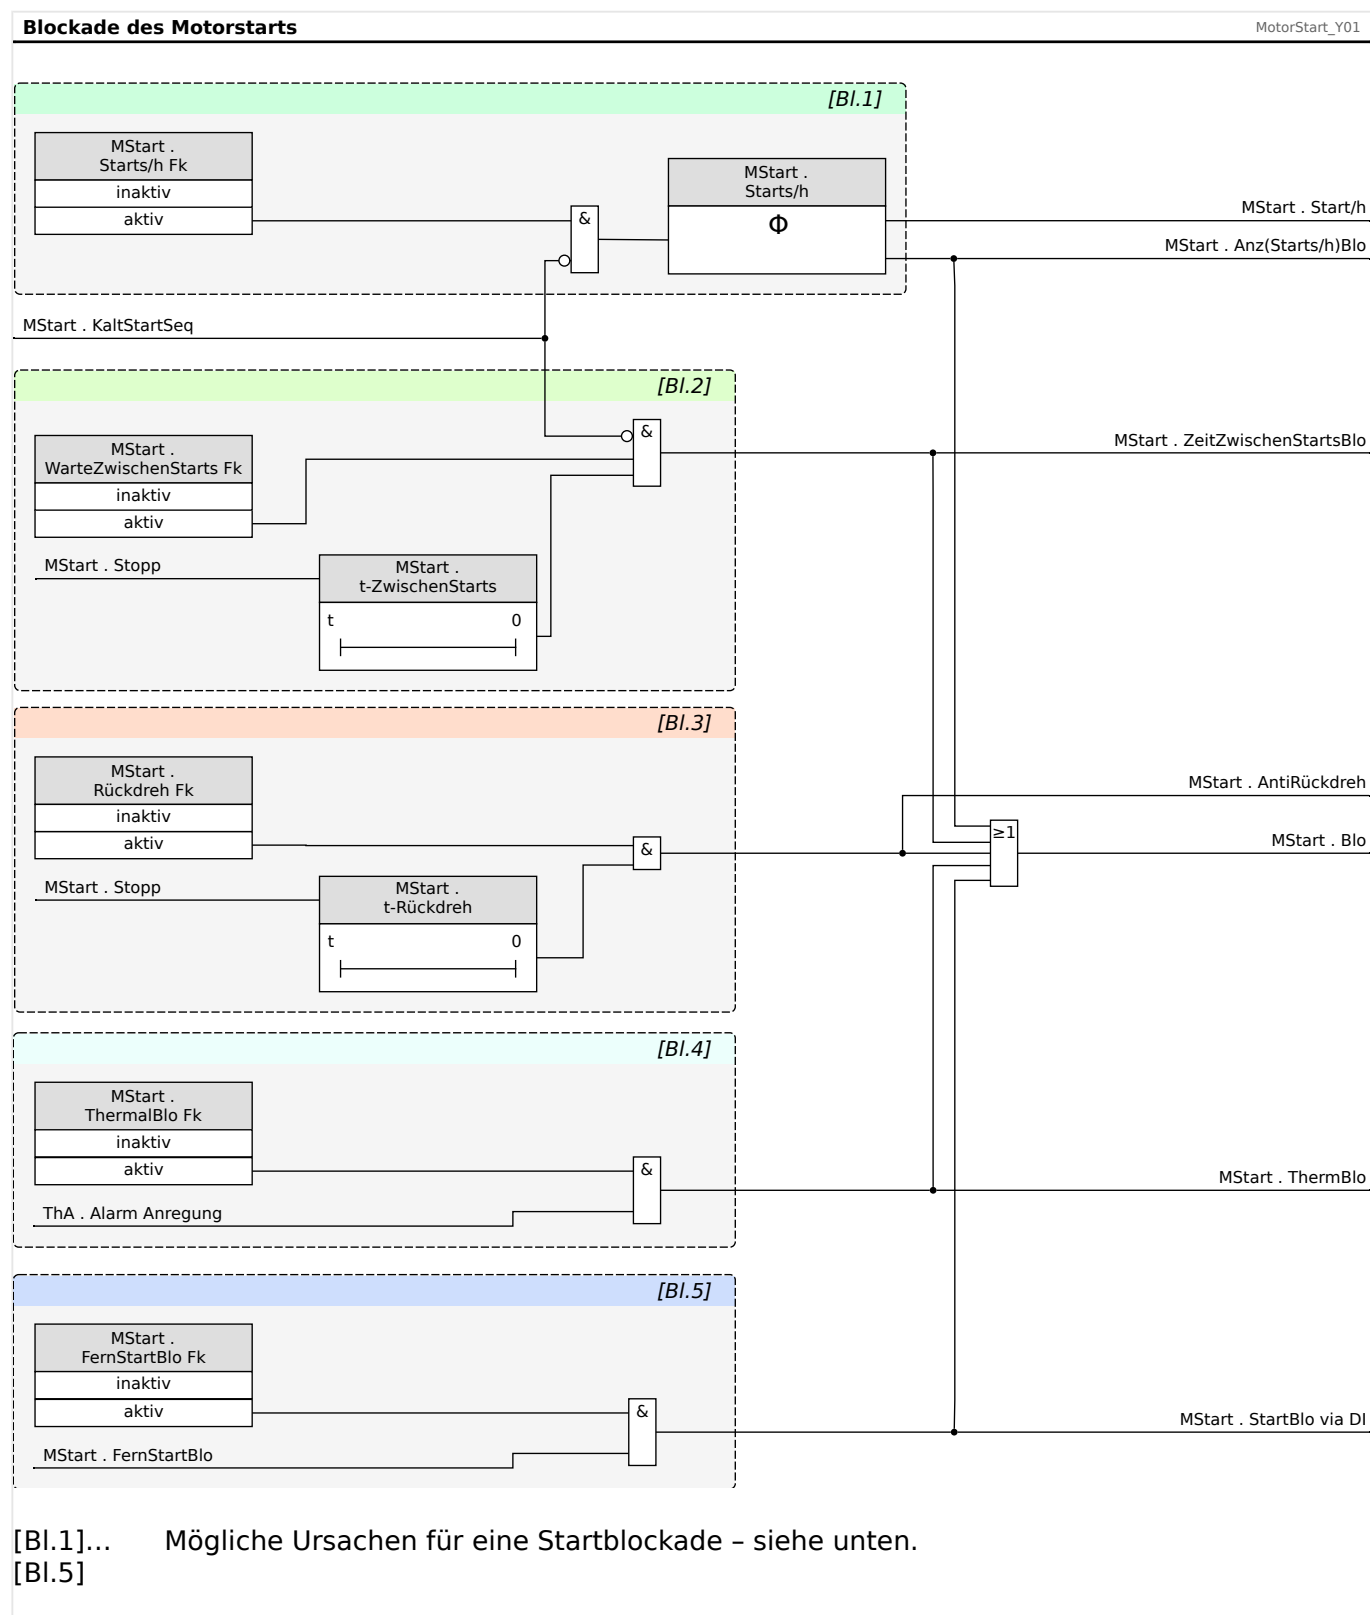 Blockade des Motorstarts
MotorStart_Y01
[Bl.1]
MStart .
Starts/h Fk
inaktiv
aktiv
&
MStart .
Starts/h
Φ
MStart . Start/h
MStart . Anz(Starts/h)Blo
MStart . KaltStartSeq
[Bl.2]
MStart .
WarteZwischenStarts Fk
inaktiv
aktiv
&
MStart . ZeitZwischenStartsBlo
MStart . Stopp
MStart .
t-ZwischenStarts
t 0
[Bl.3]
MStart .
Rückdreh Fk
inaktiv
aktiv
&
MStart . AntiRückdreh
≥1
MStart . Blo
MStart . Stopp
MStart .
t-Rückdreh
t 0
[Bl.4]
MStart .
ThermalBlo Fk
inaktiv
aktiv
&
MStart . ThermBlo
ThA . Alarm Anregung
[Bl.5]
MStart .
FernStartBlo Fk
inaktiv
aktiv
&
MStart . StartBlo via DI
MStart . FernStartBlo
[Bl.1]... Mögliche Ursachen für eine Startblockade – siehe unten.
[Bl.5]